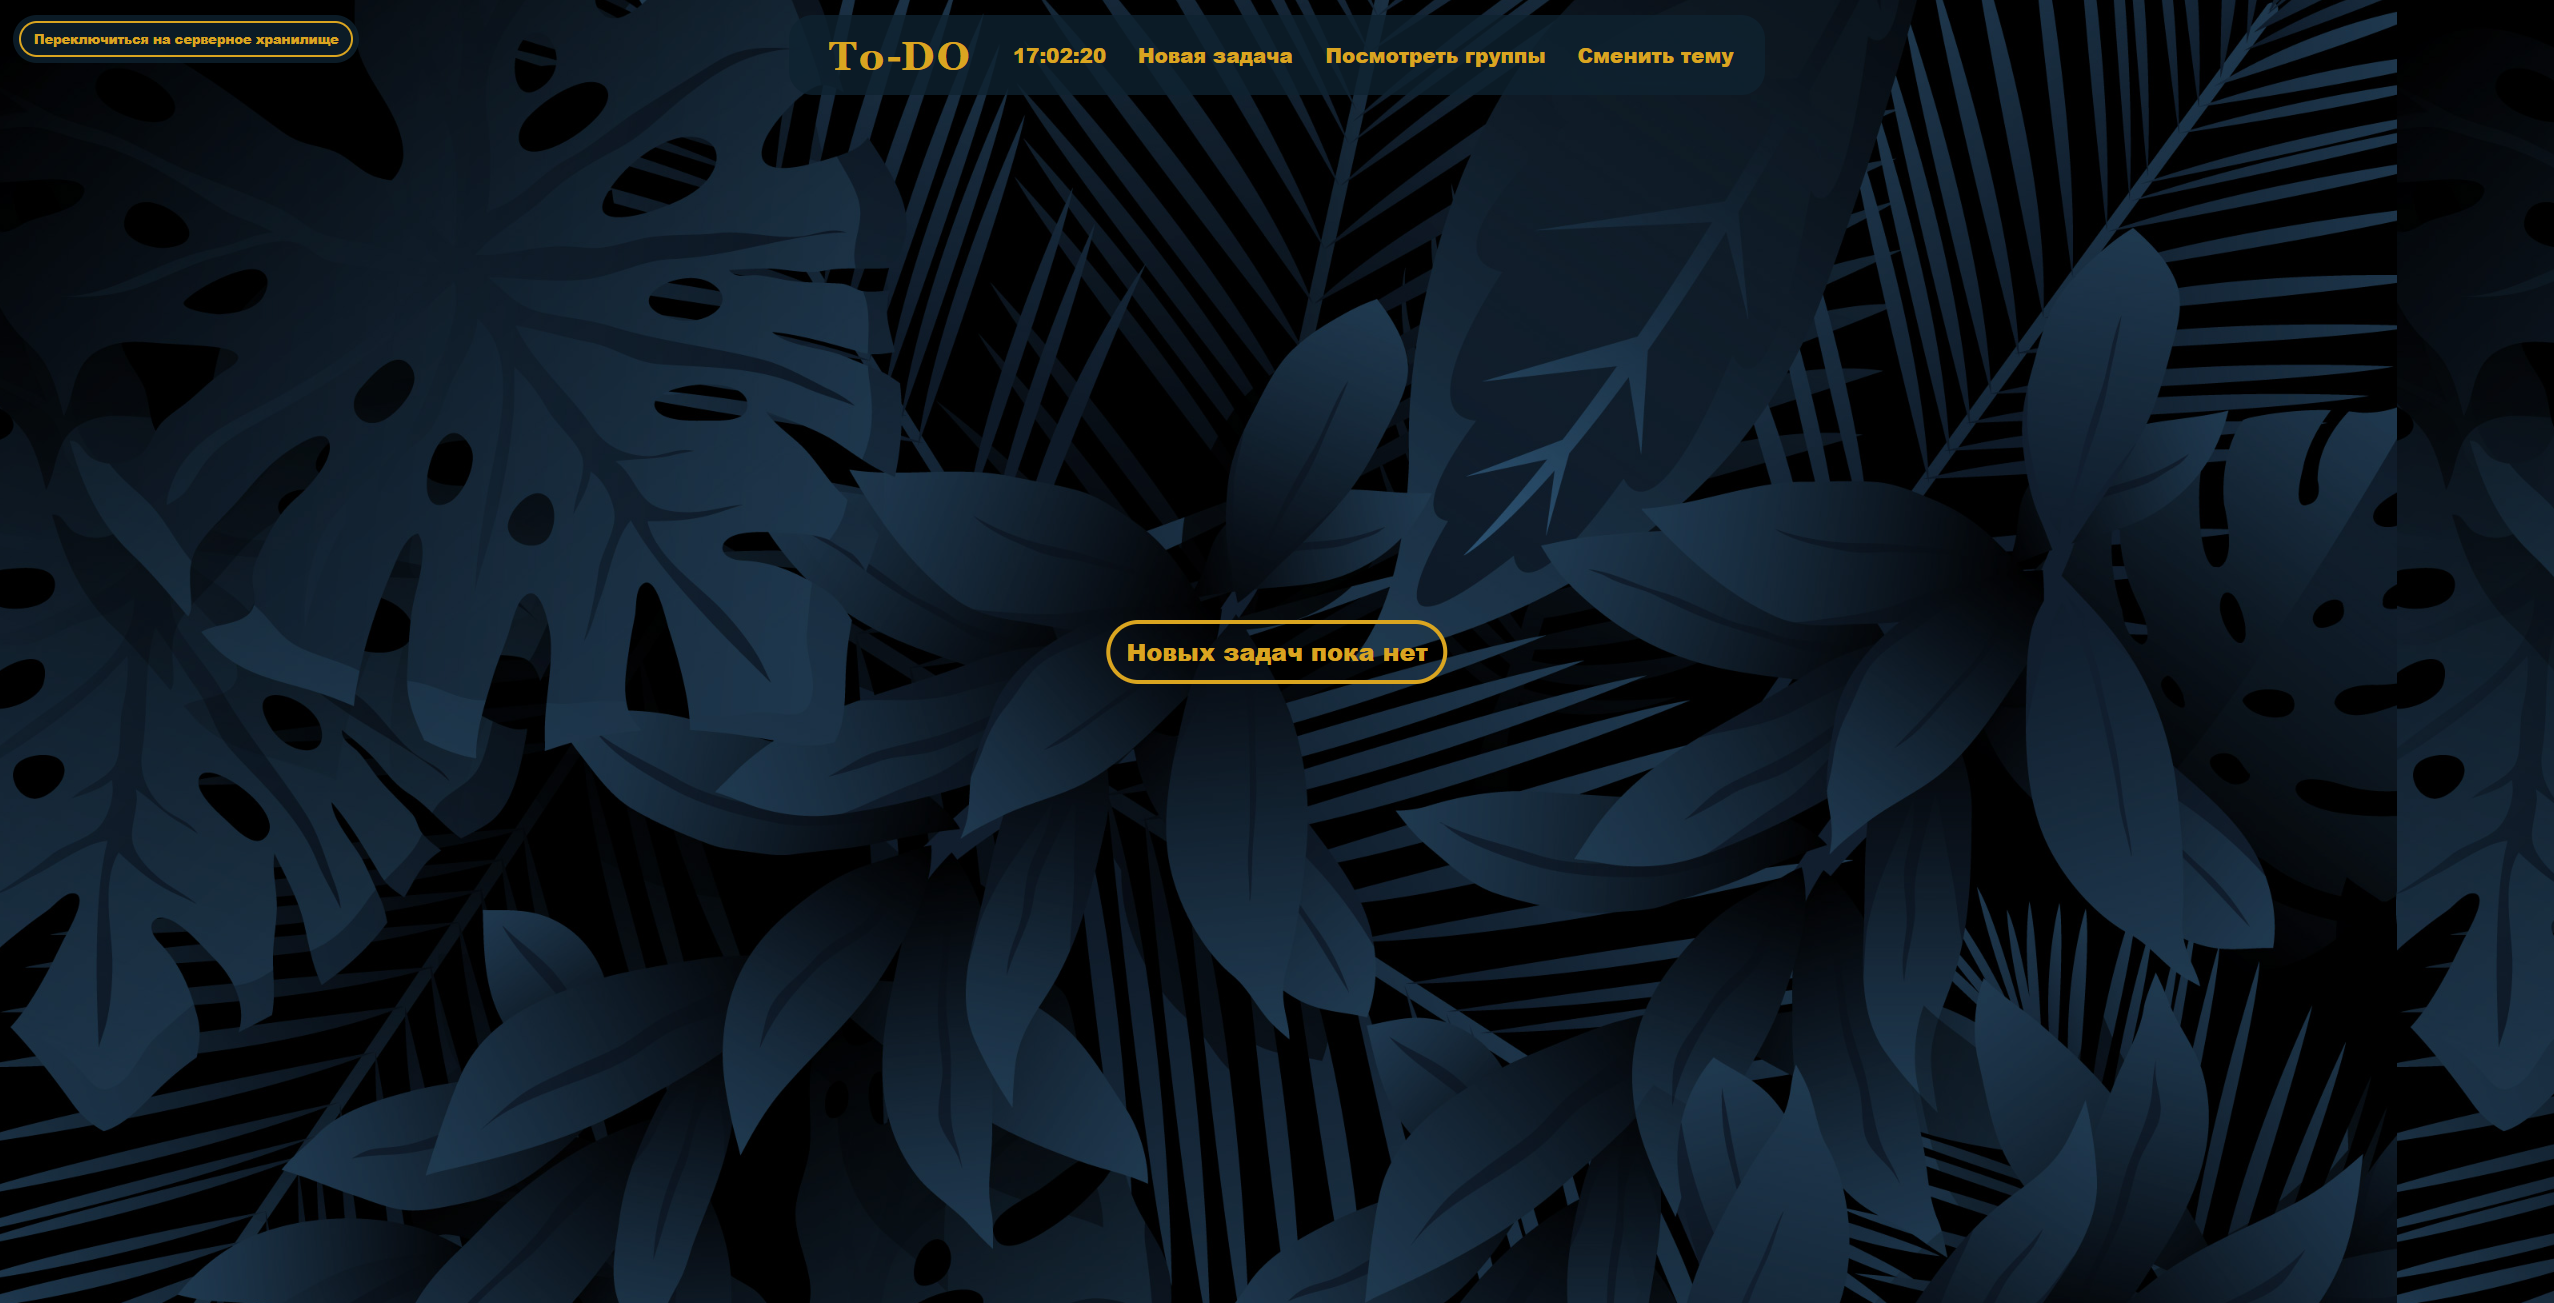 Переключиться на серверное хранилище
To-DO 17:02:20 Новая задача Посмотреть группы Сменить тему
Новых задач пока нет